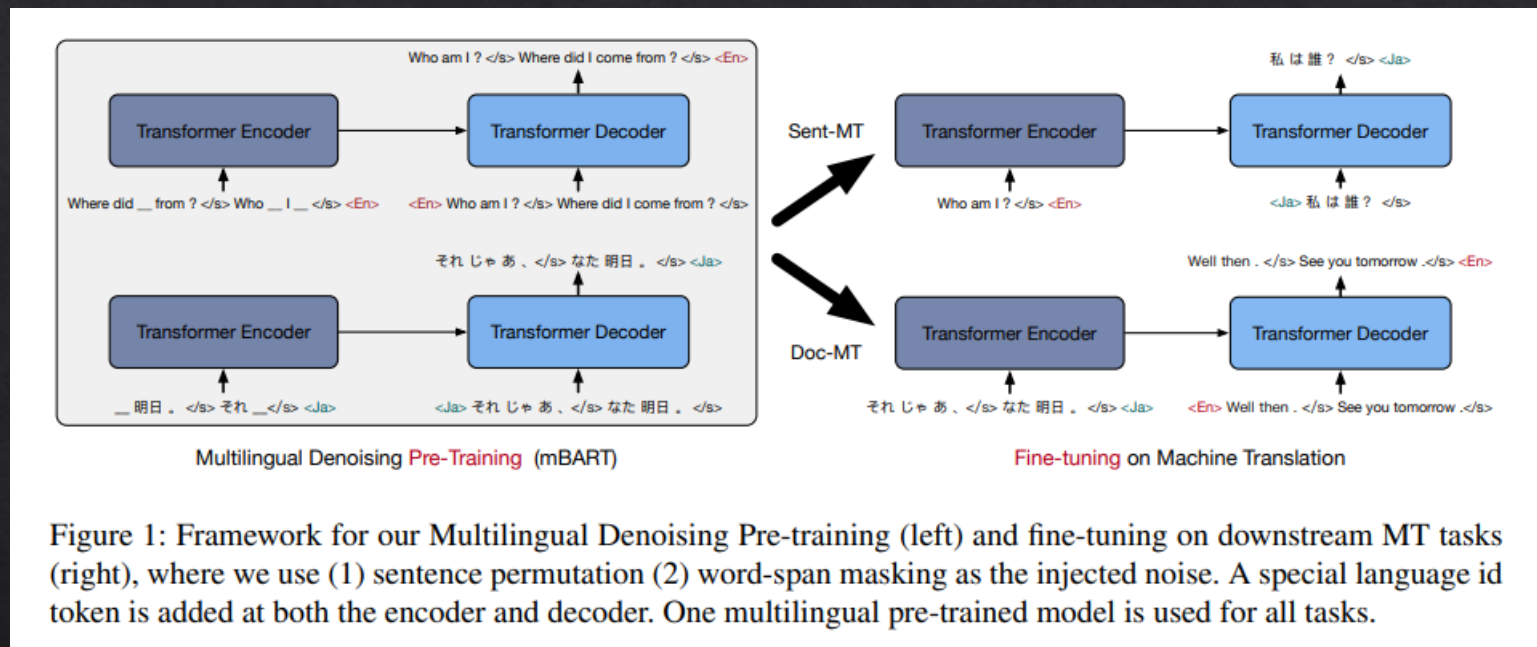 Who am I ? </s> Where did I come from ? </s> <En>
Transformer Encoder
Transformer Decoder
Where did __ from ? </s> Who __ I __ </s> <En>
<En> Who am I ? </s> Where did I come from ? </s>
それ じゃ あ 、 </s> なた 明日 。 </s> <Ja>
Transformer Encoder
Transformer Decoder
__ 明日 。 </s> それ __</s> <Ja>
<Ja> それ じゃ あ 、 </s> なた 明日 。 </s>
Multilingual Denoising Pre-Training (mBART)
Sent-MT
Doc-MT
私 は 誰 ? </s> <Ja>
Transformer Encoder
Transformer Decoder
Who am I ? </s> <En>
<Ja> 私 は 誰 ? </s>
Well then . </s> See you tomorrow .</s> <En>
Transformer Encoder
Transformer Decoder
それ じゃ あ 、 </s> なた 明日 。 </s> <Ja>
<En> Well then . </s> See you tomorrow .</s>
Fine-tuning on Machine Translation
Figure 1: Framework for our Multilingual Denoising Pre-training (left) and fine-tuning on downstream MT tasks
(right), where we use (1) sentence permutation (2) word-span masking as the injected noise. A special language id
token is added at both the encoder and decoder. One multilingual pre-trained model is used for all tasks.